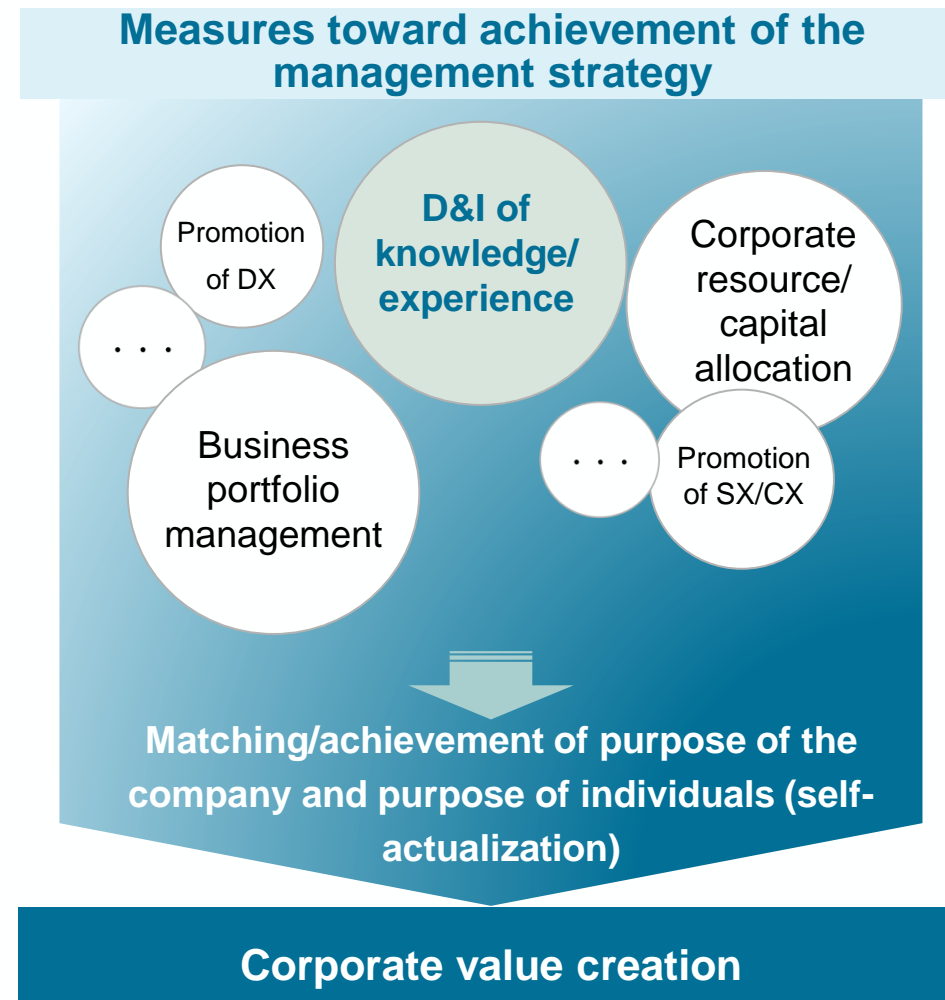 Measures toward achievement of the
management strategy
Promotion
of DX
D&I of
knowledge/
experience
Corporate
resource/
capital
allocation
. . .
Business
portfolio
management
. . .
Promotion
of SX/CX
Matching/achievement of purpose of the
company and purpose of individuals (self-
actualization)
Corporate value creation